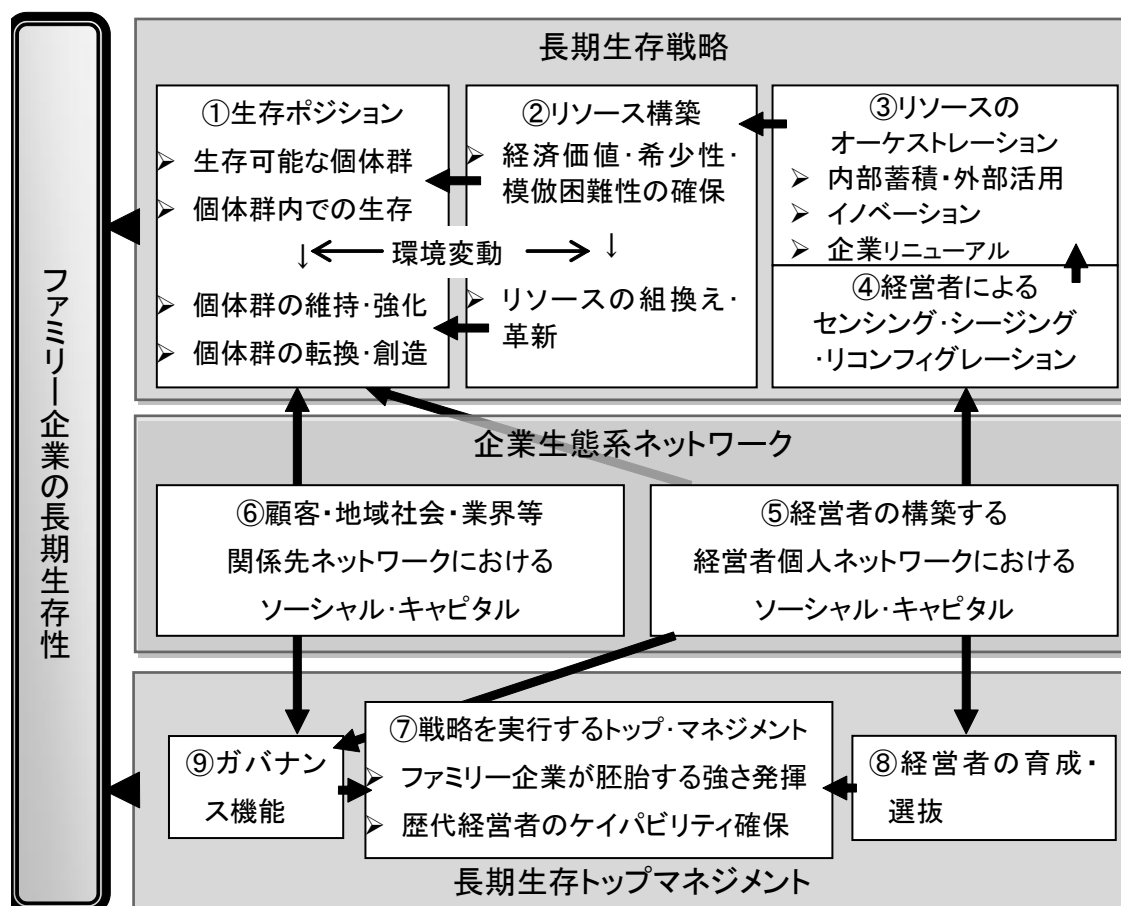 ファミリー企業の長期生存性
長期生存戦略
①生存ポジション
➢ 生存可能な個体群
➢ 個体群内での生存
↓
環境変動
➢ 個体群の維持・強化
➢ 個体群の転換・創造
②リソース構築
➢ 経済価値・希少性・
模倣困難性の確保
↓
➢ リソースの組換え・
革新
③リソースの
オーケストレーション
➢ 内部蓄積・外部活用
➢ イノベーション
➢ 企業リニューアル
④経営者による
センシング・シージング
・リコンフィグレーション
企業生態系ネットワーク
⑥顧客・地域社会・業界等
関係先ネットワークにおける
ソーシャル・キャピタル
⑤経営者の構築する
経営者個人ネットワークにおける
ソーシャル・キャピタル
⑨ガバナン
ス機能
⑦戦略を実行するトップ・マネジメント
➢ ファミリー企業が胚胎する強さ発揮
➢ 歴代経営者のケイパビリティ確保
⑧経営者の育成・
選抜
長期生存トップマネジメント